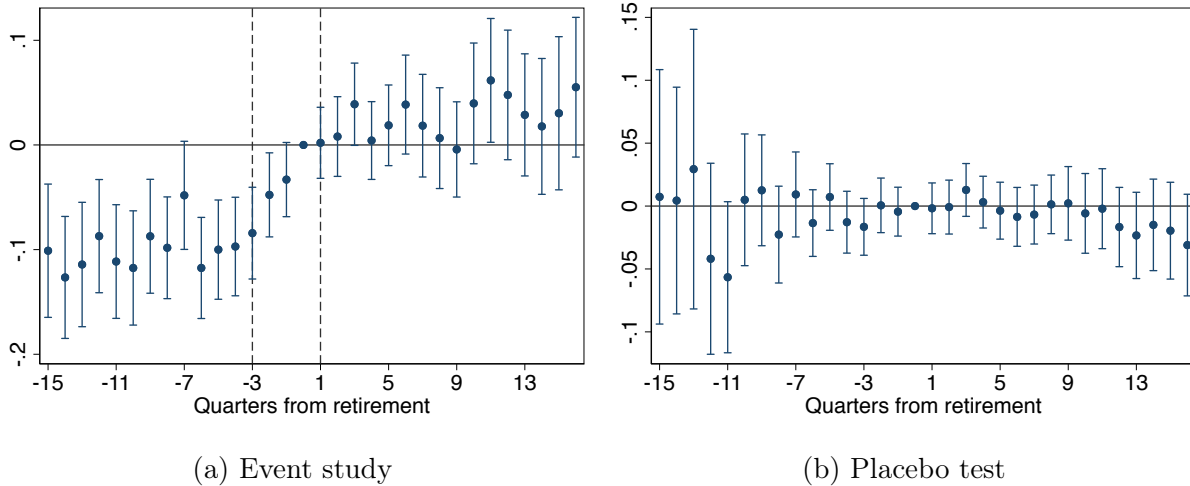 .1
0
-.1
-.2
-15 -11 -7 -3 1 5 9 13
Quarters from retirement
(a) Event study
.15
.1
.05
0
-.05
-.1
-15 -11 -7 -3 1 5 9 13
Quarters from retirement
(b) Placebo test